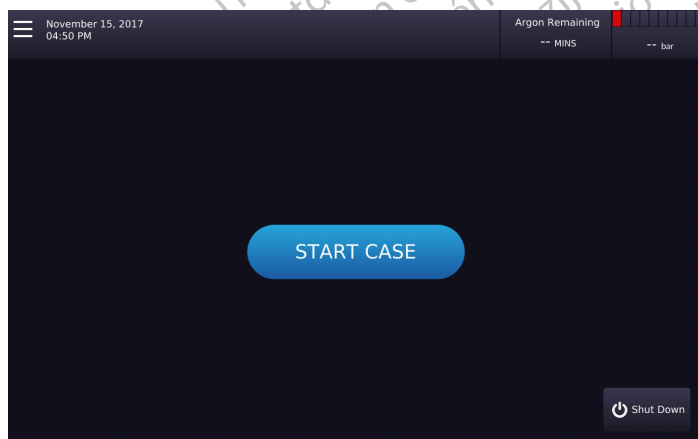 November 15, 2017
04:50 PM
Argon Remaining
-- MINS
-- bar
START CASE
Shut Down